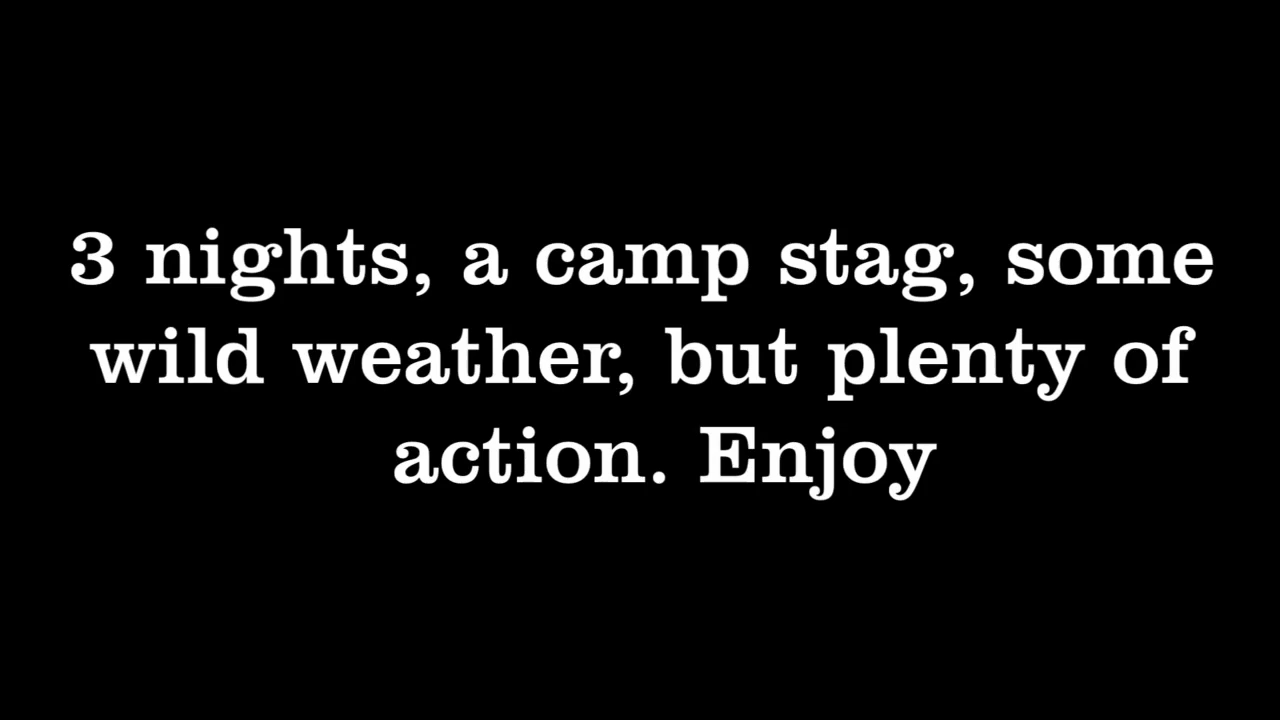 3 nights, a camp stag, some
wild weather, but plenty of
action. Enjoy